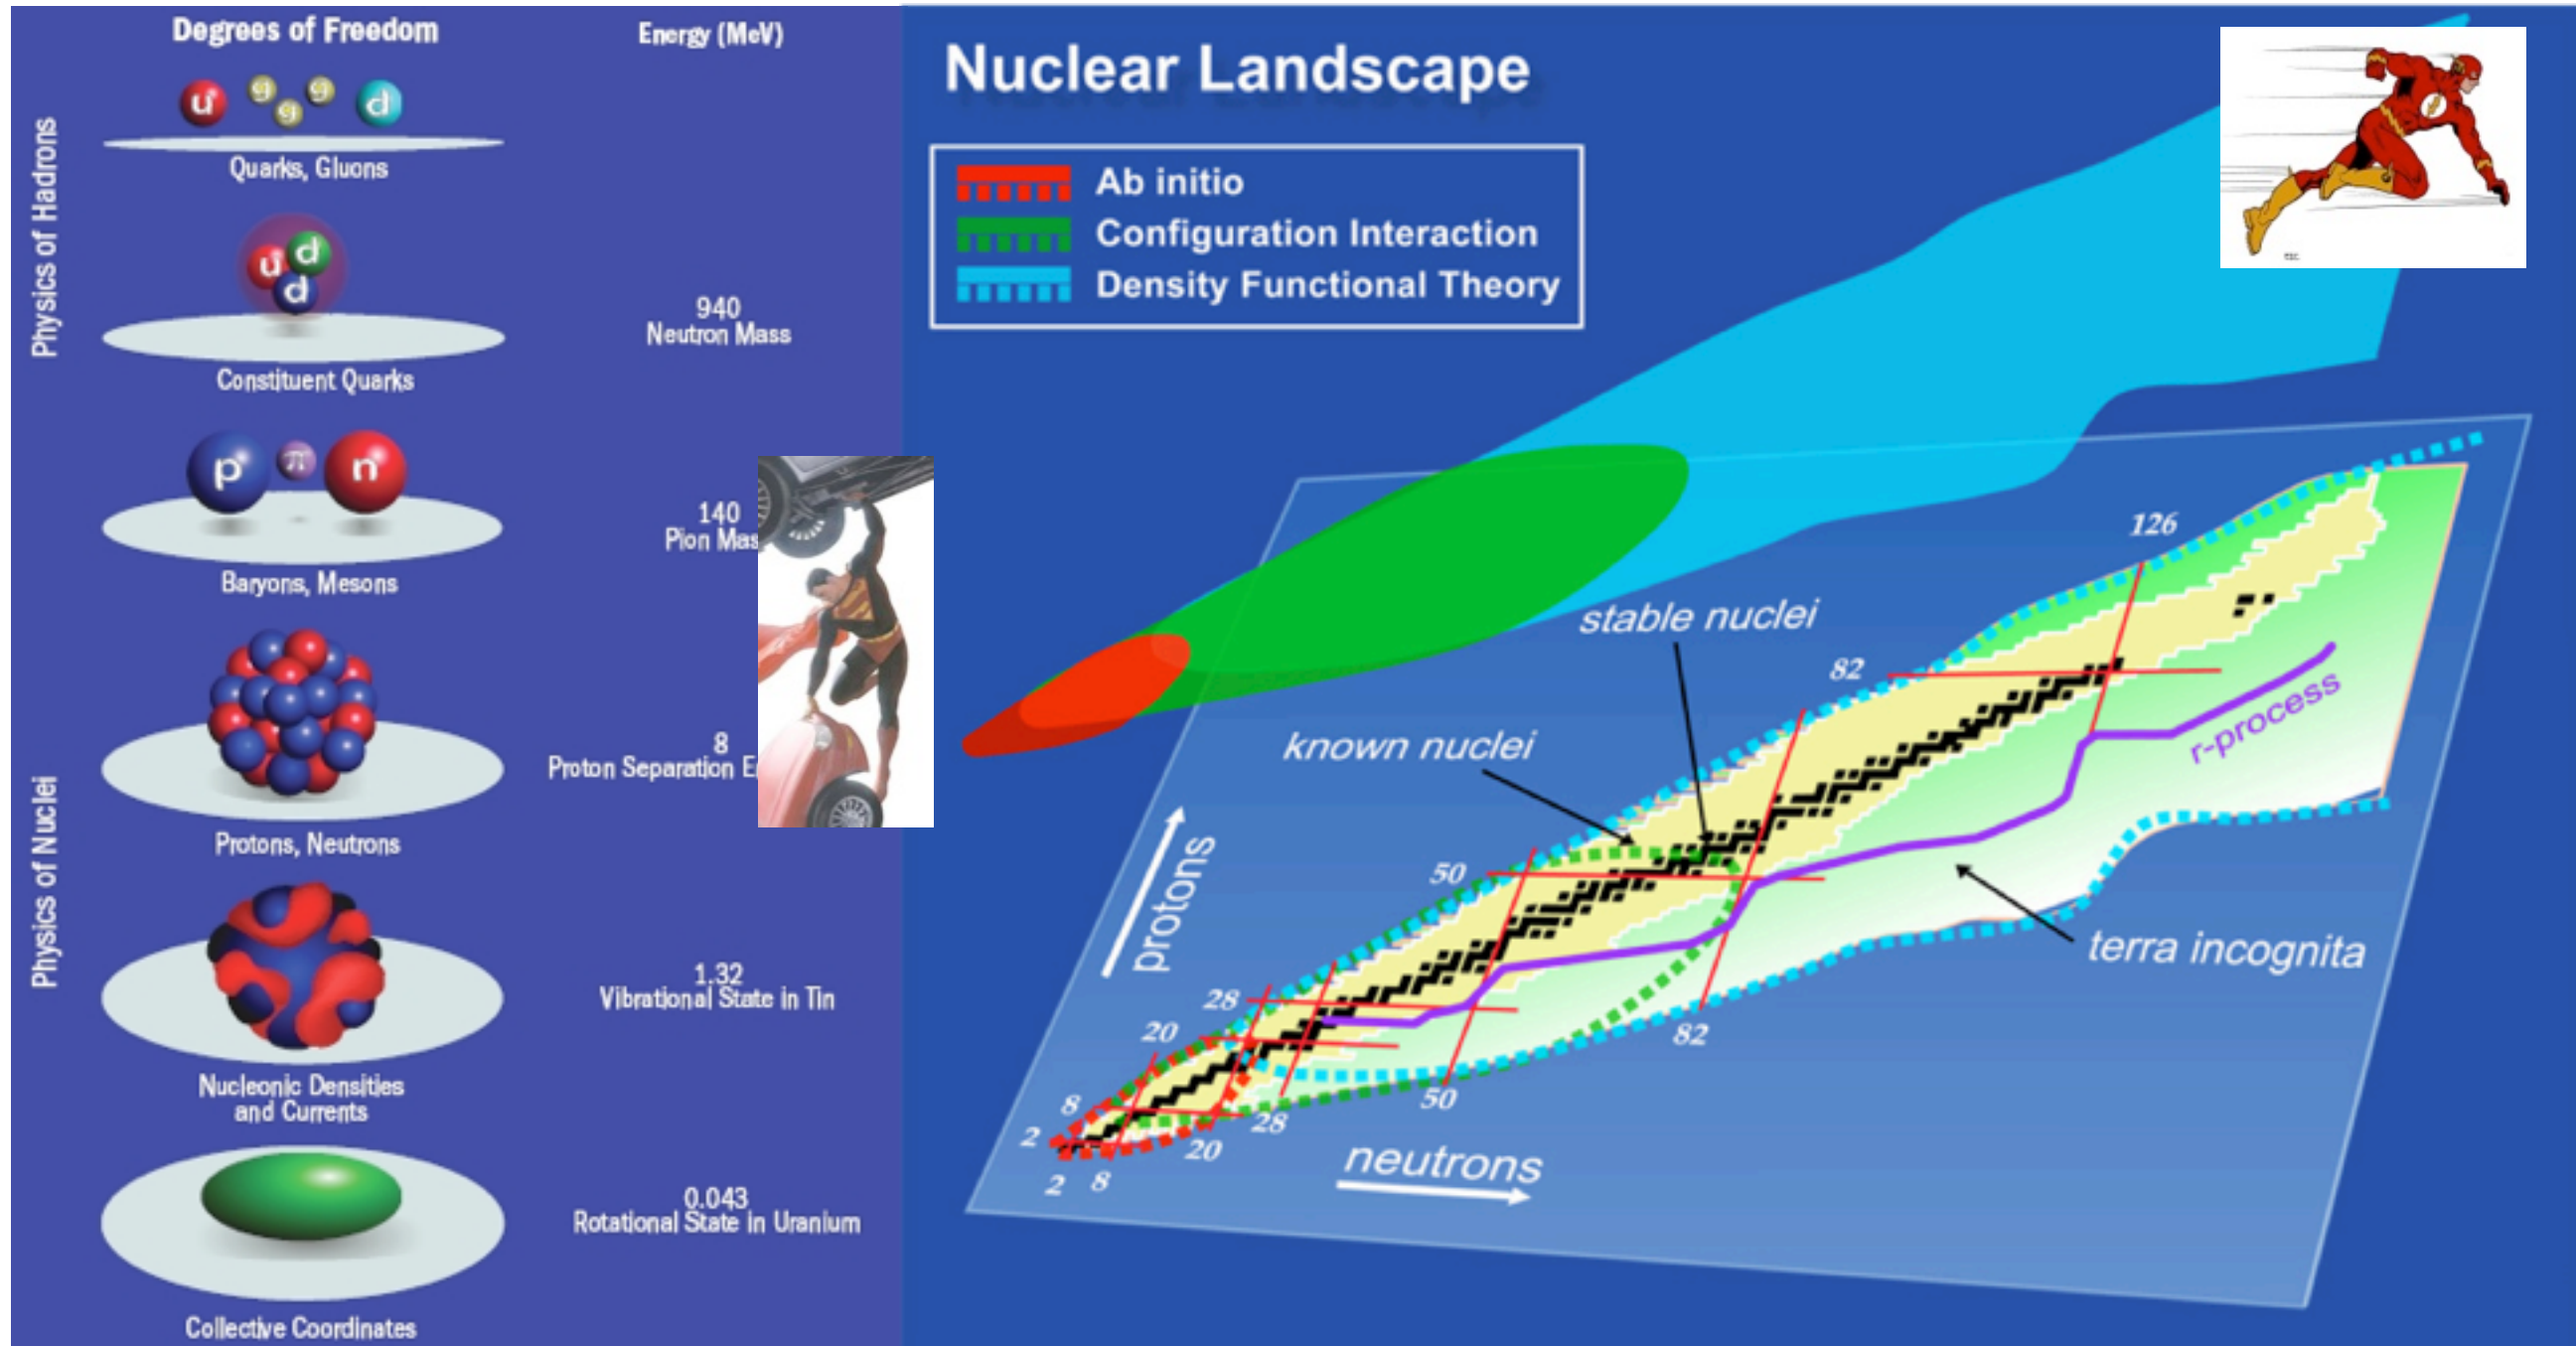 Degrees of Freedom
Energy (MeV)
Physics of Hadrons
u g g g d
Quarks, Gluons
u d
d
Constituent Quarks
940
Neutron Mass
p π n
Baryons, Mesons
140
Pion Mas
Physics of Nuclei
Protons, Neutrons
8
Proton Separation E
Nucleonic Densities
and Currents
1.32
Vibrational State in Tin
Collective Coordinates
0.043
Rotational State in Uranium
Nuclear Landscape
Ab initio
Configuration Interaction
Density Functional Theory
126
stable nuclei
82
known nuclei
r-process
protons
50
terra incognita
28
20
82
8
50
2
28
20
neutrons
2
8